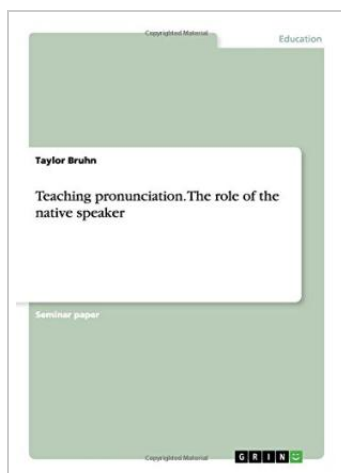 Copyrighted Material
Education
Taylor Bruhn
Teaching pronunciation.The role of the
native speaker
Seminar paper
Copyrighted Material
GRIN